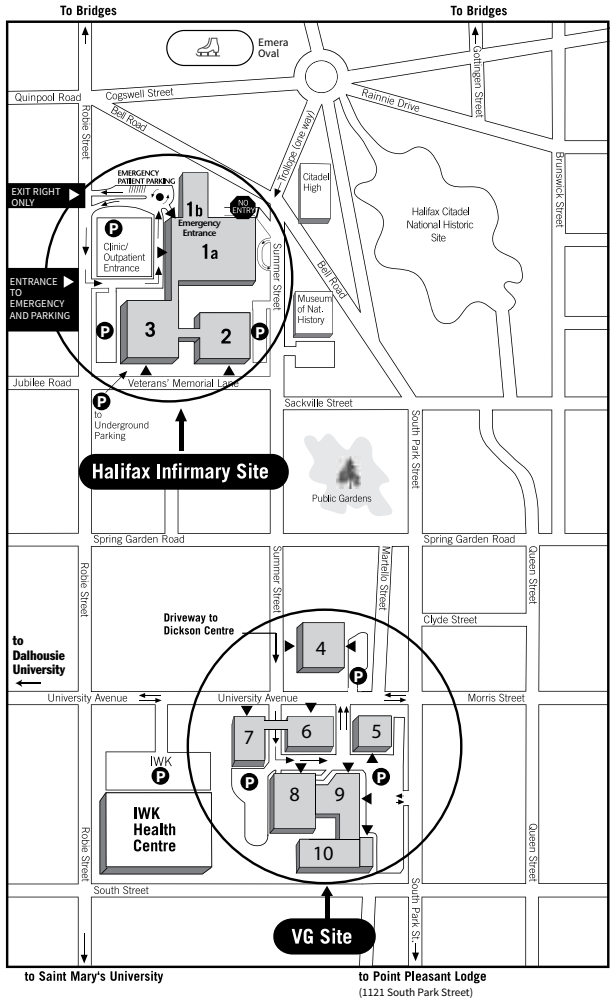 To Bridges
To Bridges
Emera
Oval
Quinpool Road
Cogswell Street
Rainnie Drive
Gottingen Street
Robie Street
Bell Road
Trollope (one way)
Brunswick Street
EMERGENCY
PATIENT PARKING
EXIT RIGHT
ONLY
1b
NO
ENTRY
Citadel
High
Halifax Citadel
National Historic
Site
P
Clinic/
Outpatient
Entrance
Emergency
Entrance
1a
Summer Street
Bell Road
ENTRANCE
TO
EMERGENCY
AND PARKING
P
3
2
P
Museum
of Nat.
History
Jubilee Road
Veterans' Memorial Lane
P
to
Underground
Parking
Sackville Street
South Park Street
Halifax Infirmary Site
Public Gardens
Spring Garden Road
Spring Garden Road
Robie Street
Summer Street
Martello Street
Queen Street
Driveway to
Dickson Centre
Clyde Street
to
Dalhousie
University
4
P
University Avenue
University Avenue
Morris Street
7
6
5
IWK
P
P
P
8
9
IWK
Health
Centre
Robie Street
Queen Street
10
South Street
South Park St.
VG Site
to Saint Mary's University
to Point Pleasant Lodge
(1121 South Park Street)